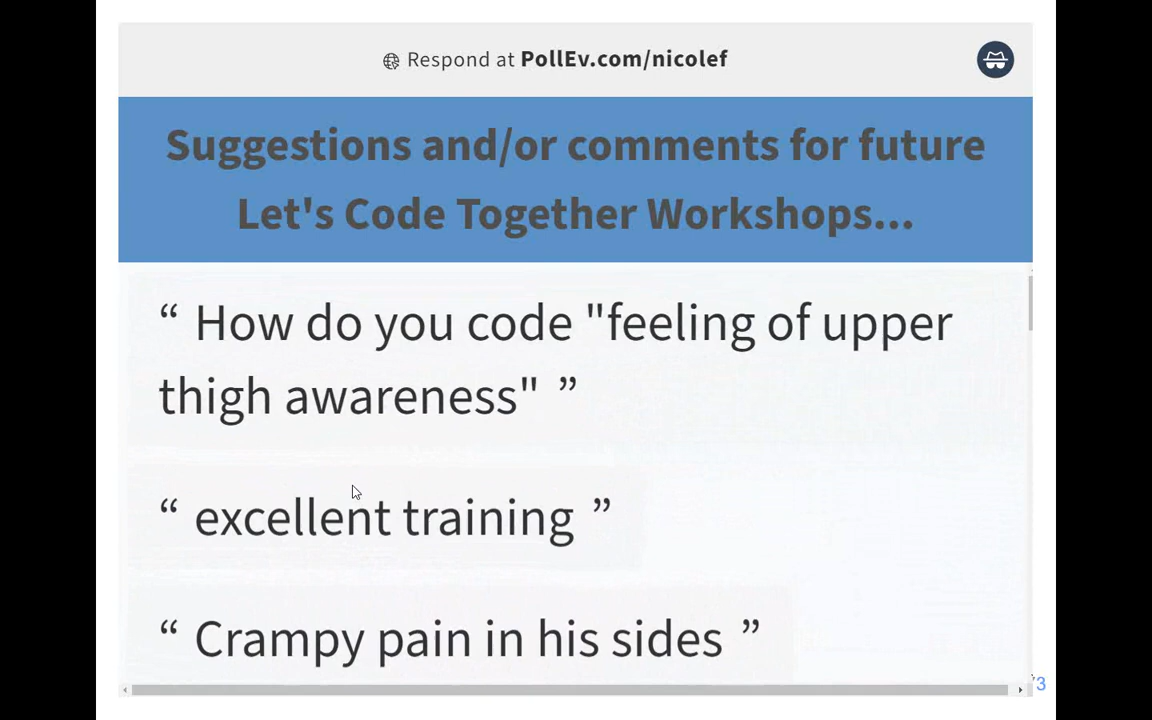 Respond at PollEv.com/nicolef
Suggestions and/or comments for future
Let's Code Together Workshops...
“ How do you code "feeling of upper
thigh awareness" ”
“ excellent training ”
“ Crampy pain in his sides ”